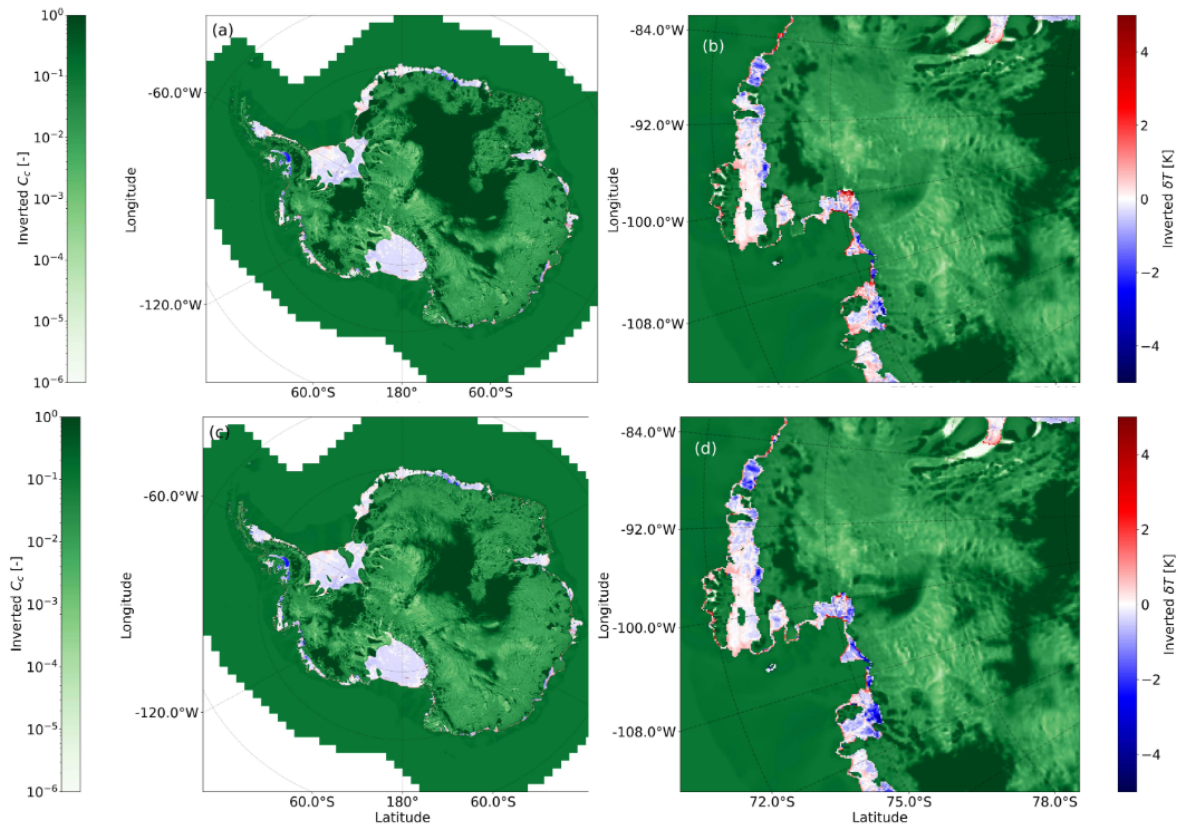 10⁰
10⁻¹
10⁻²
10⁻³
10⁻⁴
10⁻⁵
10⁻⁶
Inverted C_c [-]
(a)
-60.0°W
-120.0°W
Longitude
60.0°S 180° 60.0°S
(b)
-84.0°W
-92.0°W
-100.0°W
-108.0°W
Longitude
4
2
0
−2
−4
Inverted δT [K]
10⁰
10⁻¹
10⁻²
10⁻³
10⁻⁴
10⁻⁵
10⁻⁶
Inverted C_c [-]
(c)
-60.0°W
-120.0°W
Longitude
60.0°S 180° 60.0°S
Latitude
(d)
-84.0°W
-92.0°W
-100.0°W
-108.0°W
Longitude
72.0°S 75.0°S 78.0°S
Latitude
4
2
0
−2
−4
Inverted δT [K]